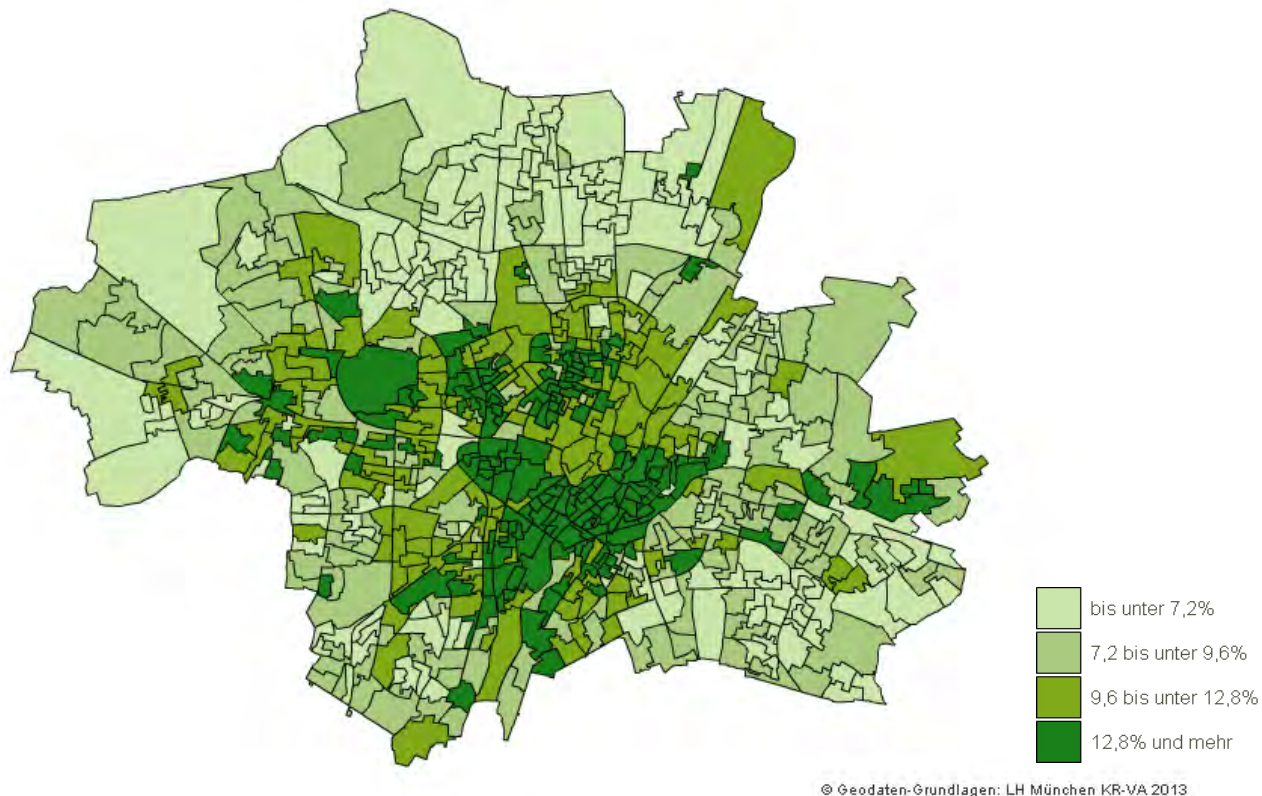 bis unter 7,2%
7,2 bis unter 9,6%
9,6 bis unter 12,8%
12,8% und mehr
© Geodaten-Grundlagen: LH München KR-VA 2013